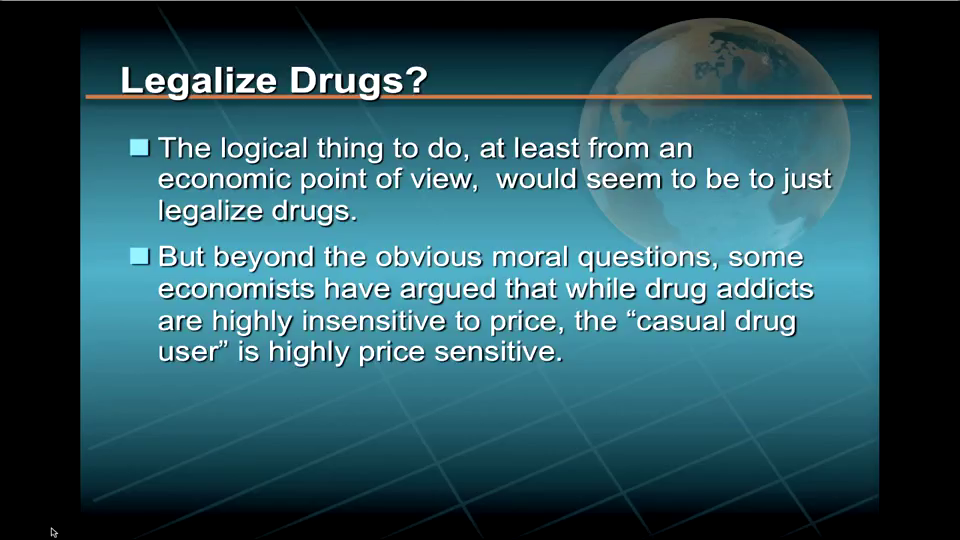 Legalize Drugs?
The logical thing to do, at least from an
economic point of view,  would seem to be to just
legalize drugs.
But beyond the obvious moral questions, some
economists have argued that while drug addicts
are highly insensitive to price, the “casual drug
user” is highly price sensitive.